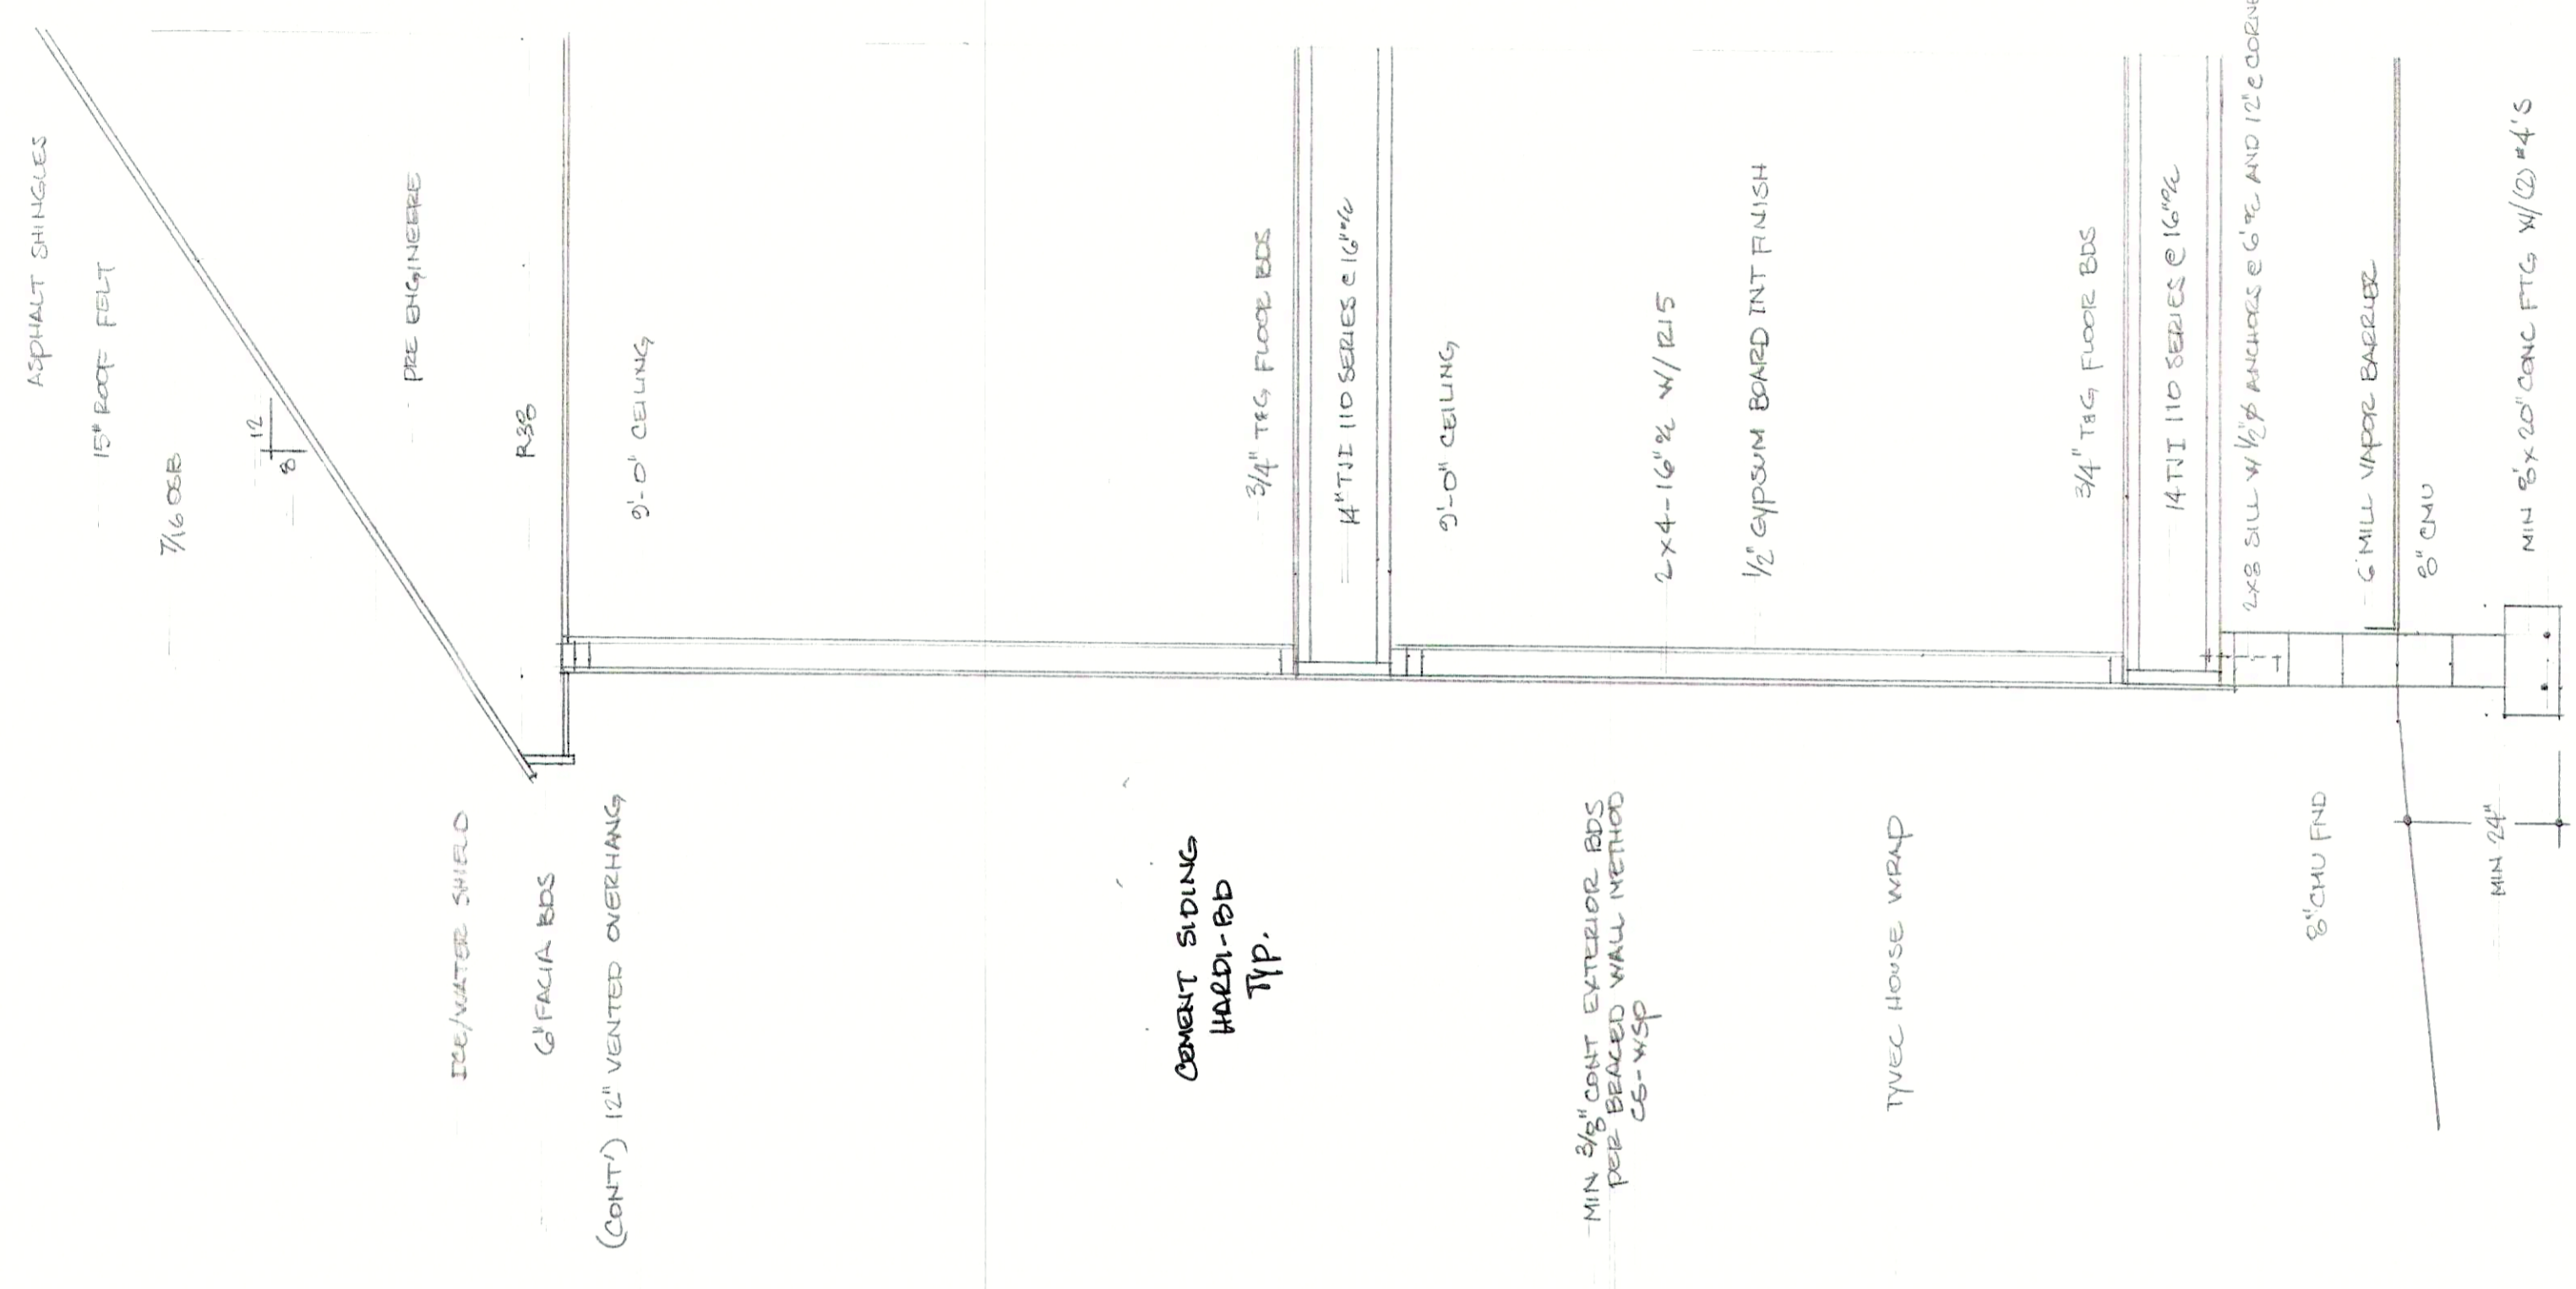 ASPHALT SHINGLES
15# ROOF FELT
7/16 OSB
12
8
PRE ENGINEERE
R38
9'-0" CEILING
3/4" T&G FLOOR BDS
14" TJI 110 SERIES @ 16" o/c
9'-0" CEILING
2x4-16" o/c W/R15
1/2" GYPSUM BOARD INT FINISH
3/4" T&G FLOOR BDS
14 TJI 110 SERIES @ 16" o/c
2x8 SILL W 1/2" Ø ANCHORS @ 6' o/c AND 12" @ CORNE
6 MILL VAPOR BARRIER
8" CMU
MIN 8"x20" CONC FTG W/(2) #4'S
ICE/WATER SHIELD
6" FACIA BDS
(CONT') 12" VENTED OVERHANG
CEMENT SIDING
HARDI-BD
TYP.
MIN 3/8" CONT EXTERIOR BDS
PER BRACED WALL METHOD
CS-WSP
TYVEC HOUSE WRAP
8" CMU FND
MIN 24"